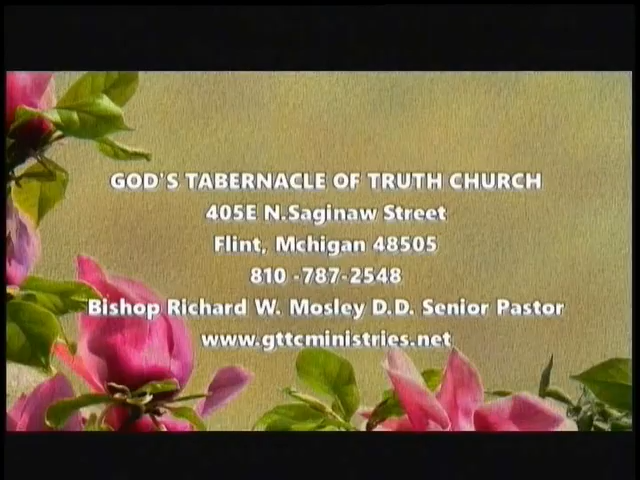 GOD'S TABERNACLE OF TRUTH CHURCH
405E N.Saginaw Street
Flint, Mchigan 48505
810 -787-2548
Bishop Richard W. Mosley D.D. Senior Pastor
www.gttcministries.net